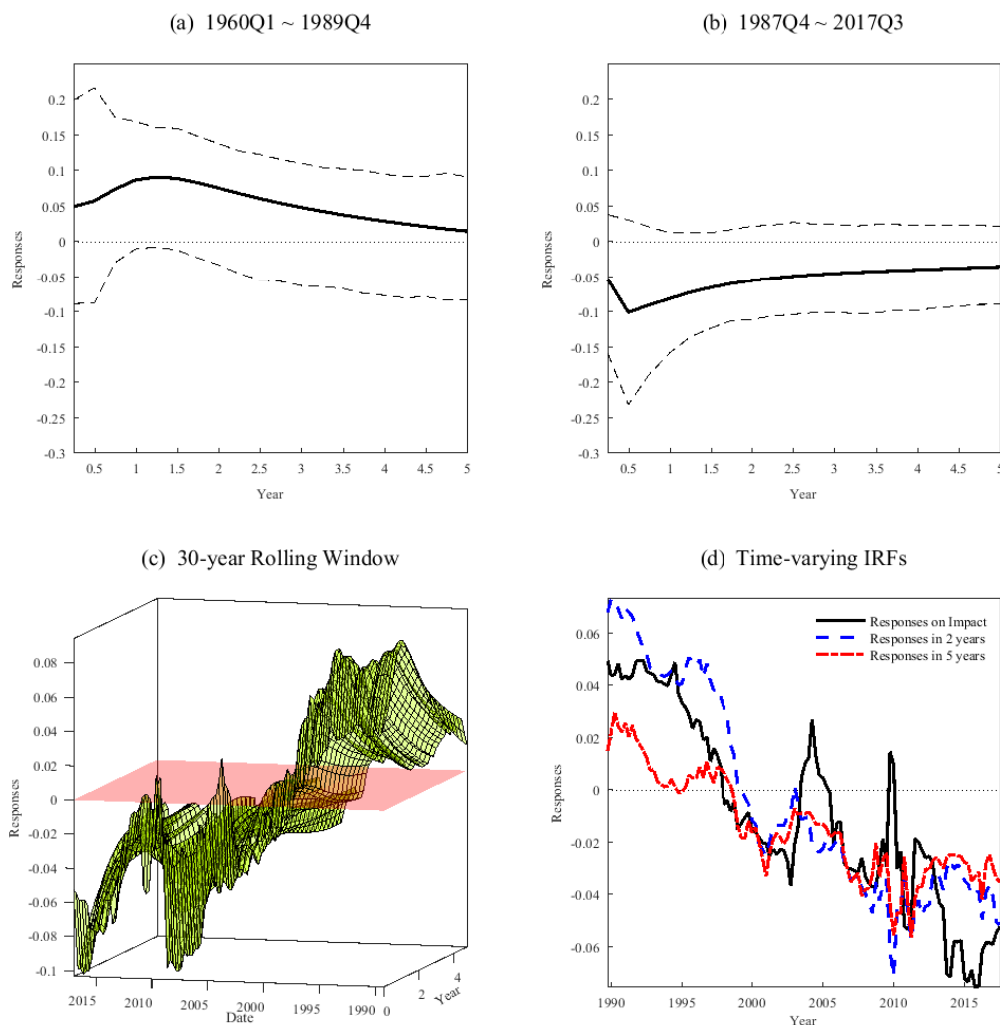 (a) 1960Q1 ~ 1989Q4
0.2
0.15
0.1
0.05
0
-0.05
-0.1
-0.15
-0.2
-0.25
-0.3
Responses
0.5 1 1.5 2 2.5 3 3.5 4 4.5 5
Year
(b) 1987Q4 ~ 2017Q3
0.2
0.15
0.1
0.05
0
-0.05
-0.1
-0.15
-0.2
-0.25
-0.3
Responses
0.5 1 1.5 2 2.5 3 3.5 4 4.5 5
Year
(c) 30-year Rolling Window
0.08
0.06
0.04
0.02
0
-0.02
-0.04
-0.06
-0.08
-0.1
Responses
2015 2010 2005 2000 1995 1990
Date
0 2 4
Year
(d) Time-varying IRFs
Responses on Impact
Responses in 2 years
Responses in 5 years
0.06
0.04
0.02
0
-0.02
-0.04
-0.06
Responses
1990 1995 2000 2005 2010 2015
Year